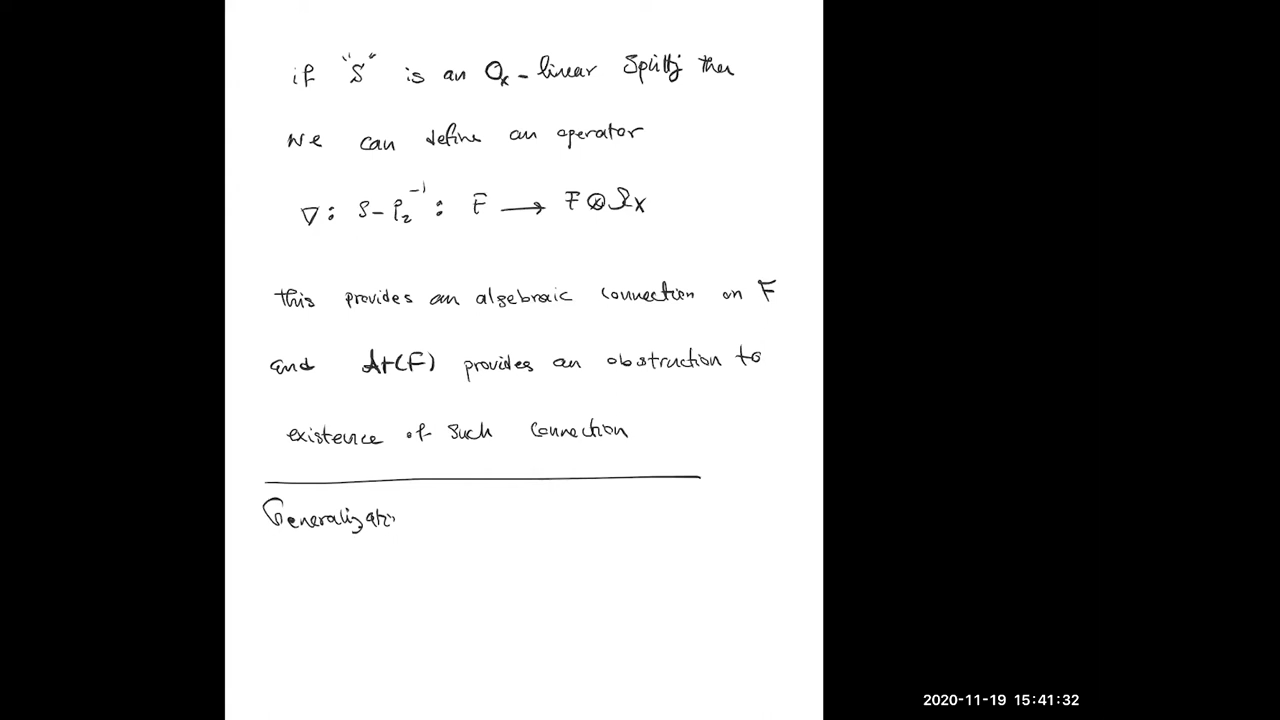 if "S" is an O_X-linear splitting then
we can define an operator
∇: S-P_2^{-1} : F → F⊗Ω_X
this provides an algebraic connection on F
and At(F) provides an obstruction to
existence of such connection
Generalizati
2020-11-19 15:41:32